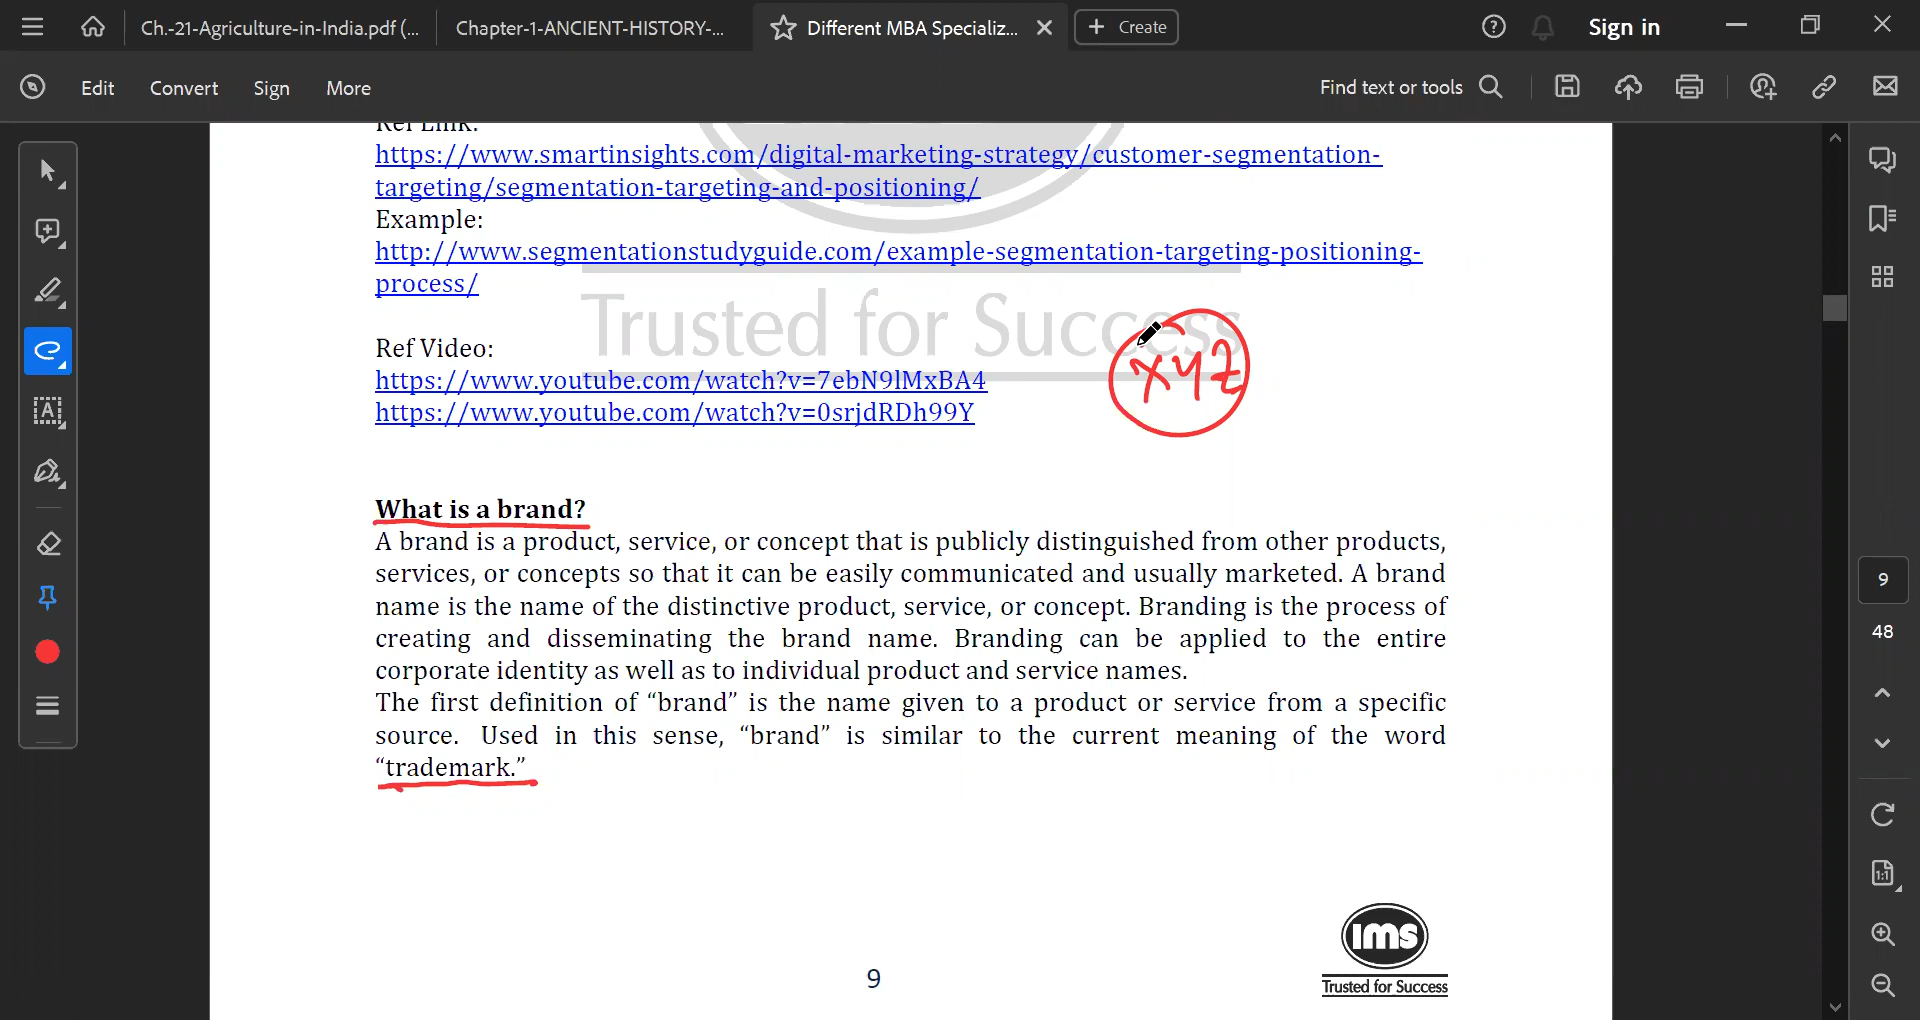 Ch.-21-Agriculture-in-India.pdf (...
Chapter-1-ANCIENT-HISTORY-...
Different MBA Specializ...
Create
Sign in
Edit
Convert
Sign
More
Find text or tools
Ref Link:
https://www.smartinsights.com/digital-marketing-strategy/customer-segmentation-
targeting/segmentation-targeting-and-positioning/
Example:
http://www.segmentationstudyguide.com/example-segmentation-targeting-positioning-
process/
Trusted for Success
Ref Video:
https://www.youtube.com/watch?v=7ebN9lMxBA4
https://www.youtube.com/watch?v=0srjdRDh99Y
XYZ
What is a brand?
A brand is a product, service, or concept that is publicly distinguished from other products,
services, or concepts so that it can be easily communicated and usually marketed. A brand
name is the name of the distinctive product, service, or concept. Branding is the process of
creating and disseminating the brand name. Branding can be applied to the entire
corporate identity as well as to individual product and service names.
The first definition of “brand” is the name given to a product or service from a specific
source. Used in this sense, “brand” is similar to the current meaning of the word
“trademark.”
9
48
1:1
ims
Trusted for Success
9